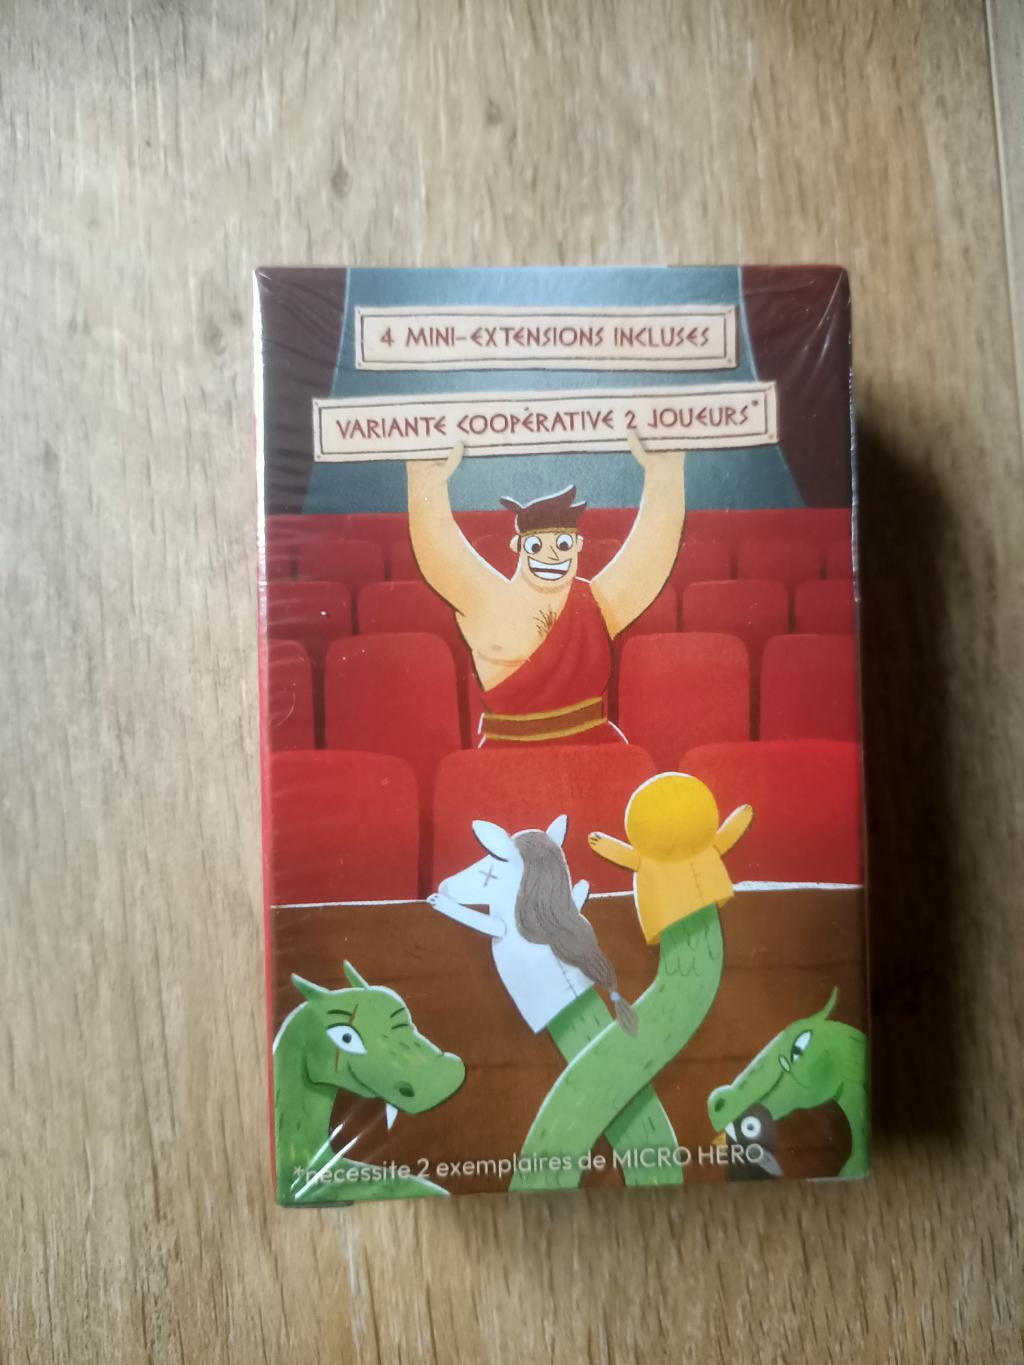 4 MINI-EXTENSIONS INCLUSES
VARIANTE COOPÉRATIVE 2 JOUEURS*
*nécessite 2 exemplaires de MICRO HERO